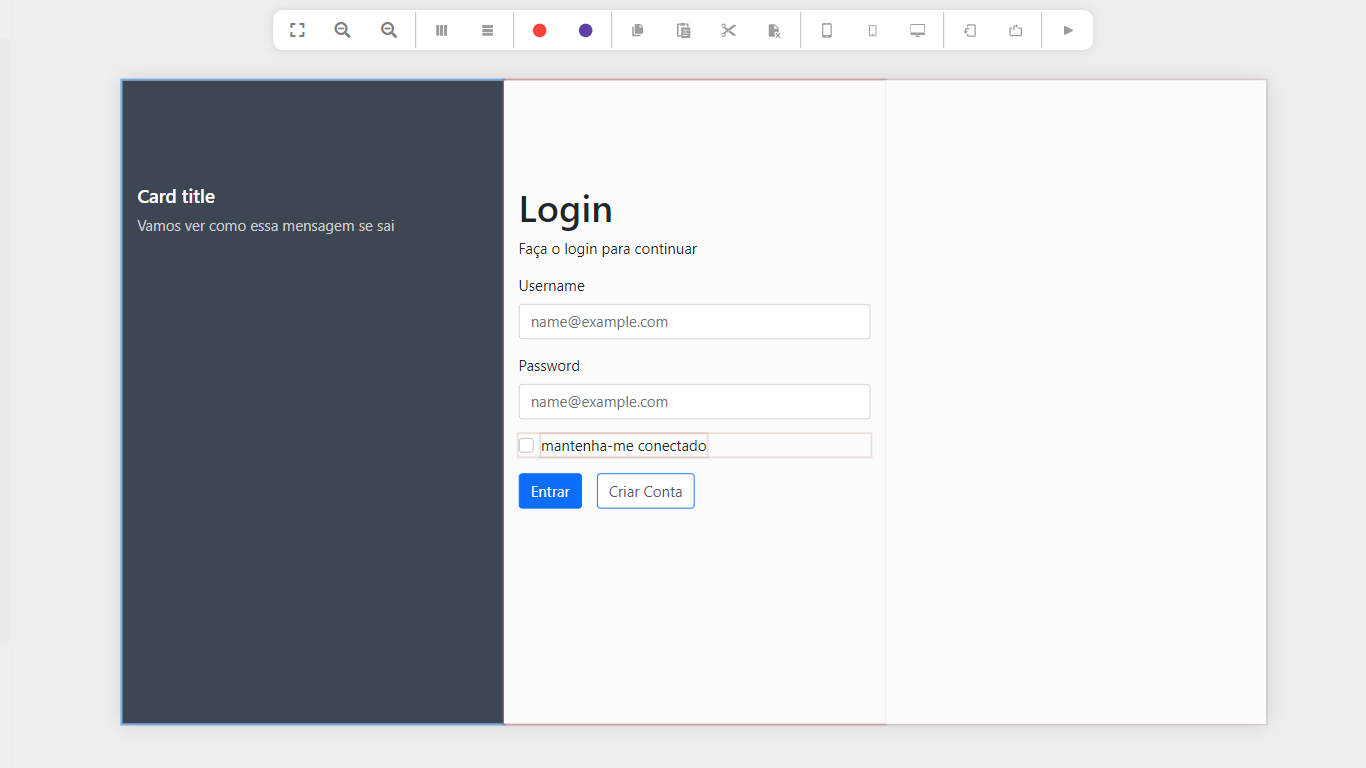 Card title
Vamos ver como essa mensagem se sai
Login
Faça o login para continuar
Username
name@example.com
Password
name@example.com
mantenha-me conectado
Entrar
Criar Conta